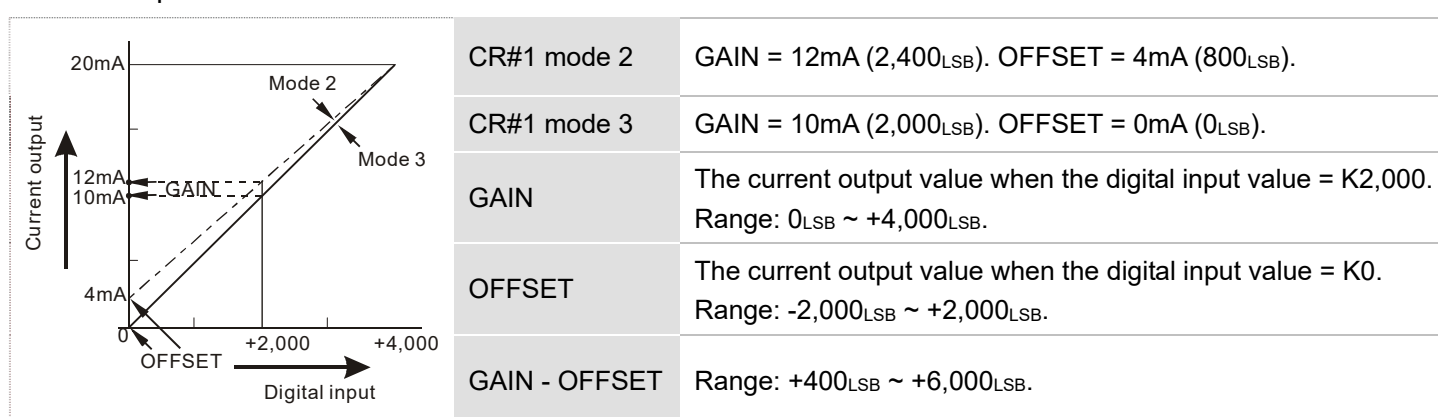 20mA
Mode 2
Mode 3
Current output
12mA
GAIN
10mA
4mA
0
+2,000
+4,000
OFFSET
Digital input
CR#1 mode 2
GAIN = 12mA (2,400LSB). OFFSET = 4mA (800LSB).
CR#1 mode 3
GAIN = 10mA (2,000LSB). OFFSET = 0mA (0LSB).
GAIN
The current output value when the digital input value = K2,000.
Range: 0LSB ~ +4,000LSB.
OFFSET
The current output value when the digital input value = K0.
Range: -2,000LSB ~ +2,000LSB.
GAIN - OFFSET
Range: +400LSB ~ +6,000LSB.